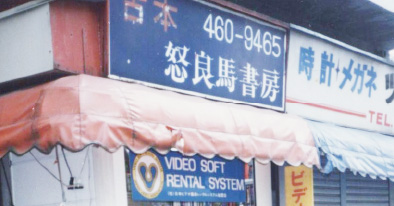 古本
460-9465
怒良馬書房
時計・メガネ
TEL.
VIDEO SOFT
RENTAL SYSTEM
ビデ